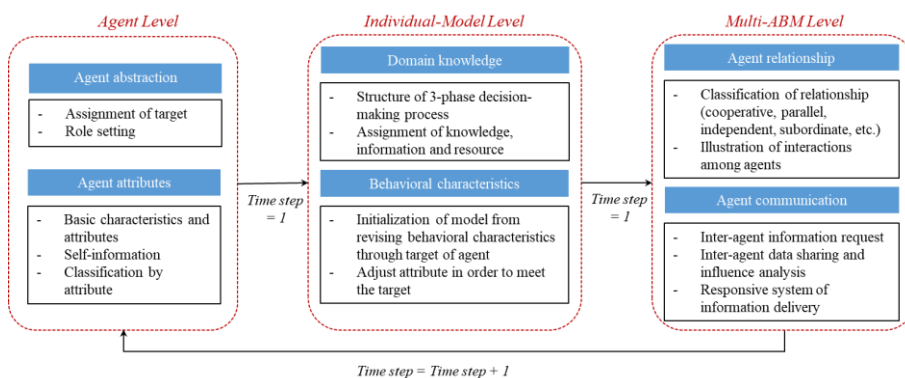 Agent Level
Agent abstraction
- Assignment of target
- Role setting
Agent attributes
- Basic characteristics and
attributes
- Self-information
- Classification by
attribute
Time step
= 1
Individual-Model Level
Domain knowledge
- Structure of 3-phase decision-
making process
- Assignment of knowledge,
information and resource
Behavioral characteristics
- Initialization of model from
revising behavioral characteristics
through target of agent
- Adjust attribute in order to meet
the target
Time step
= 1
Multi-ABM Level
Agent relationship
- Classification of relationship
(cooperative, parallel,
independent, subordinate, etc.)
- Illustration of interactions
among agents
Agent communication
- Inter-agent information request
- Inter-agent data sharing and
influence analysis
- Responsive system of
information delivery
Time step = Time step + 1